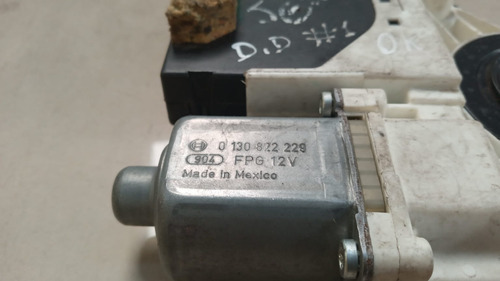 D.D #1
OK
0 130 822 229
904 FPG 12V
Made in Mexico